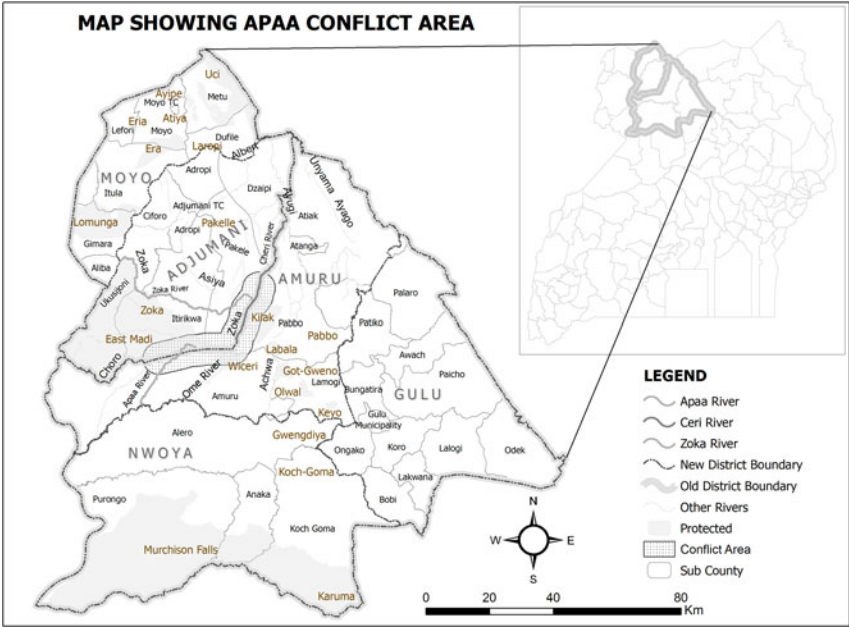 MAP SHOWING APAA CONFLICT AREA
Uci
Ayipe
Moyo TC
Metu
Eria
Atiya
Lefori
Moyo
Dufile
Era
Laropi
Albert
MOYO
Adropi
Itula
Dzaipi
Ayugi
Unyama
Ayago
Adjumani TC
Lomunga
Ciforo
Pakelle
Atiak
Adropi
Gimara
Zoka
ADJUMANI
Pakele
Cheri River
Atanga
Aliba
Asiya
AMURU
Ukusijoni
Zoka River
Palaro
Zoka
Itirikwa
Zoka
Kilak
Pabbo
Patiko
East Madi
Pabbo
Labala
Awach
Choro
Wiceri
Achwa
Got-Gweno
Paicho
Apaa River
Ome River
Lamogi
Bungatira
Amuru
Olwal
GULU
Keyo
Gulu
Municipality
Alero
Gwengdiya
NWOYA
Ongako
Koro
Lalogi
Odek
Koch-Goma
Lakwana
Purongo
Anaka
Bobi
Koch Goma
Murchison Falls
Karuma
LEGEND
Apaa River
Ceri River
Zoka River
New District Boundary
Old District Boundary
Other Rivers
Protected
Conflict Area
Sub County
N
W E
S
0 20 40 80
Km